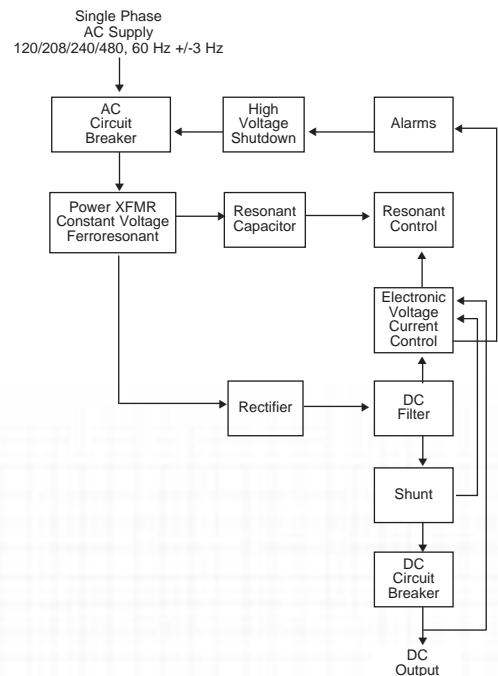 Single Phase
AC Supply
120/208/240/480, 60 Hz +/-3 Hz
AC
Circuit
Breaker
High
Voltage
Shutdown
Alarms
Power XFMR
Constant Voltage
Ferroresonant
Resonant
Capacitor
Resonant
Control
Electronic
Voltage
Current
Control
Rectifier
DC
Filter
Shunt
DC
Circuit
Breaker
DC
Output